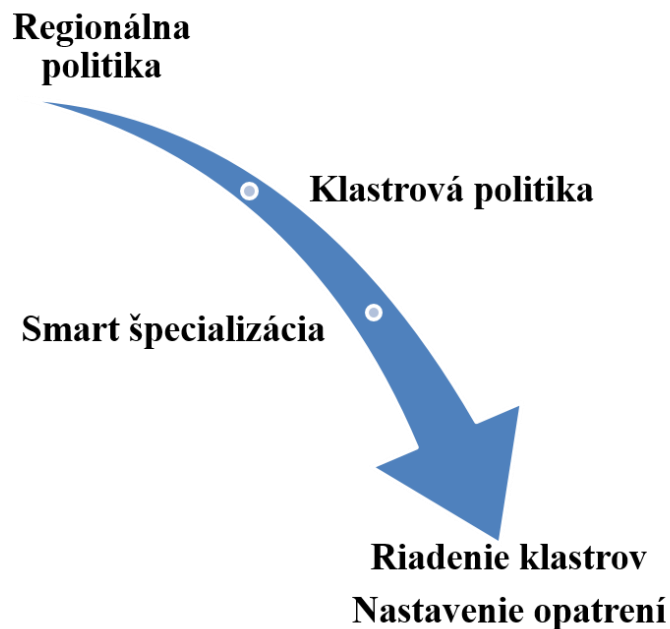 Regionálna
politika
Klastrová politika
Smart špecializácia
Riadenie klastrov
Nastavenie opatrení